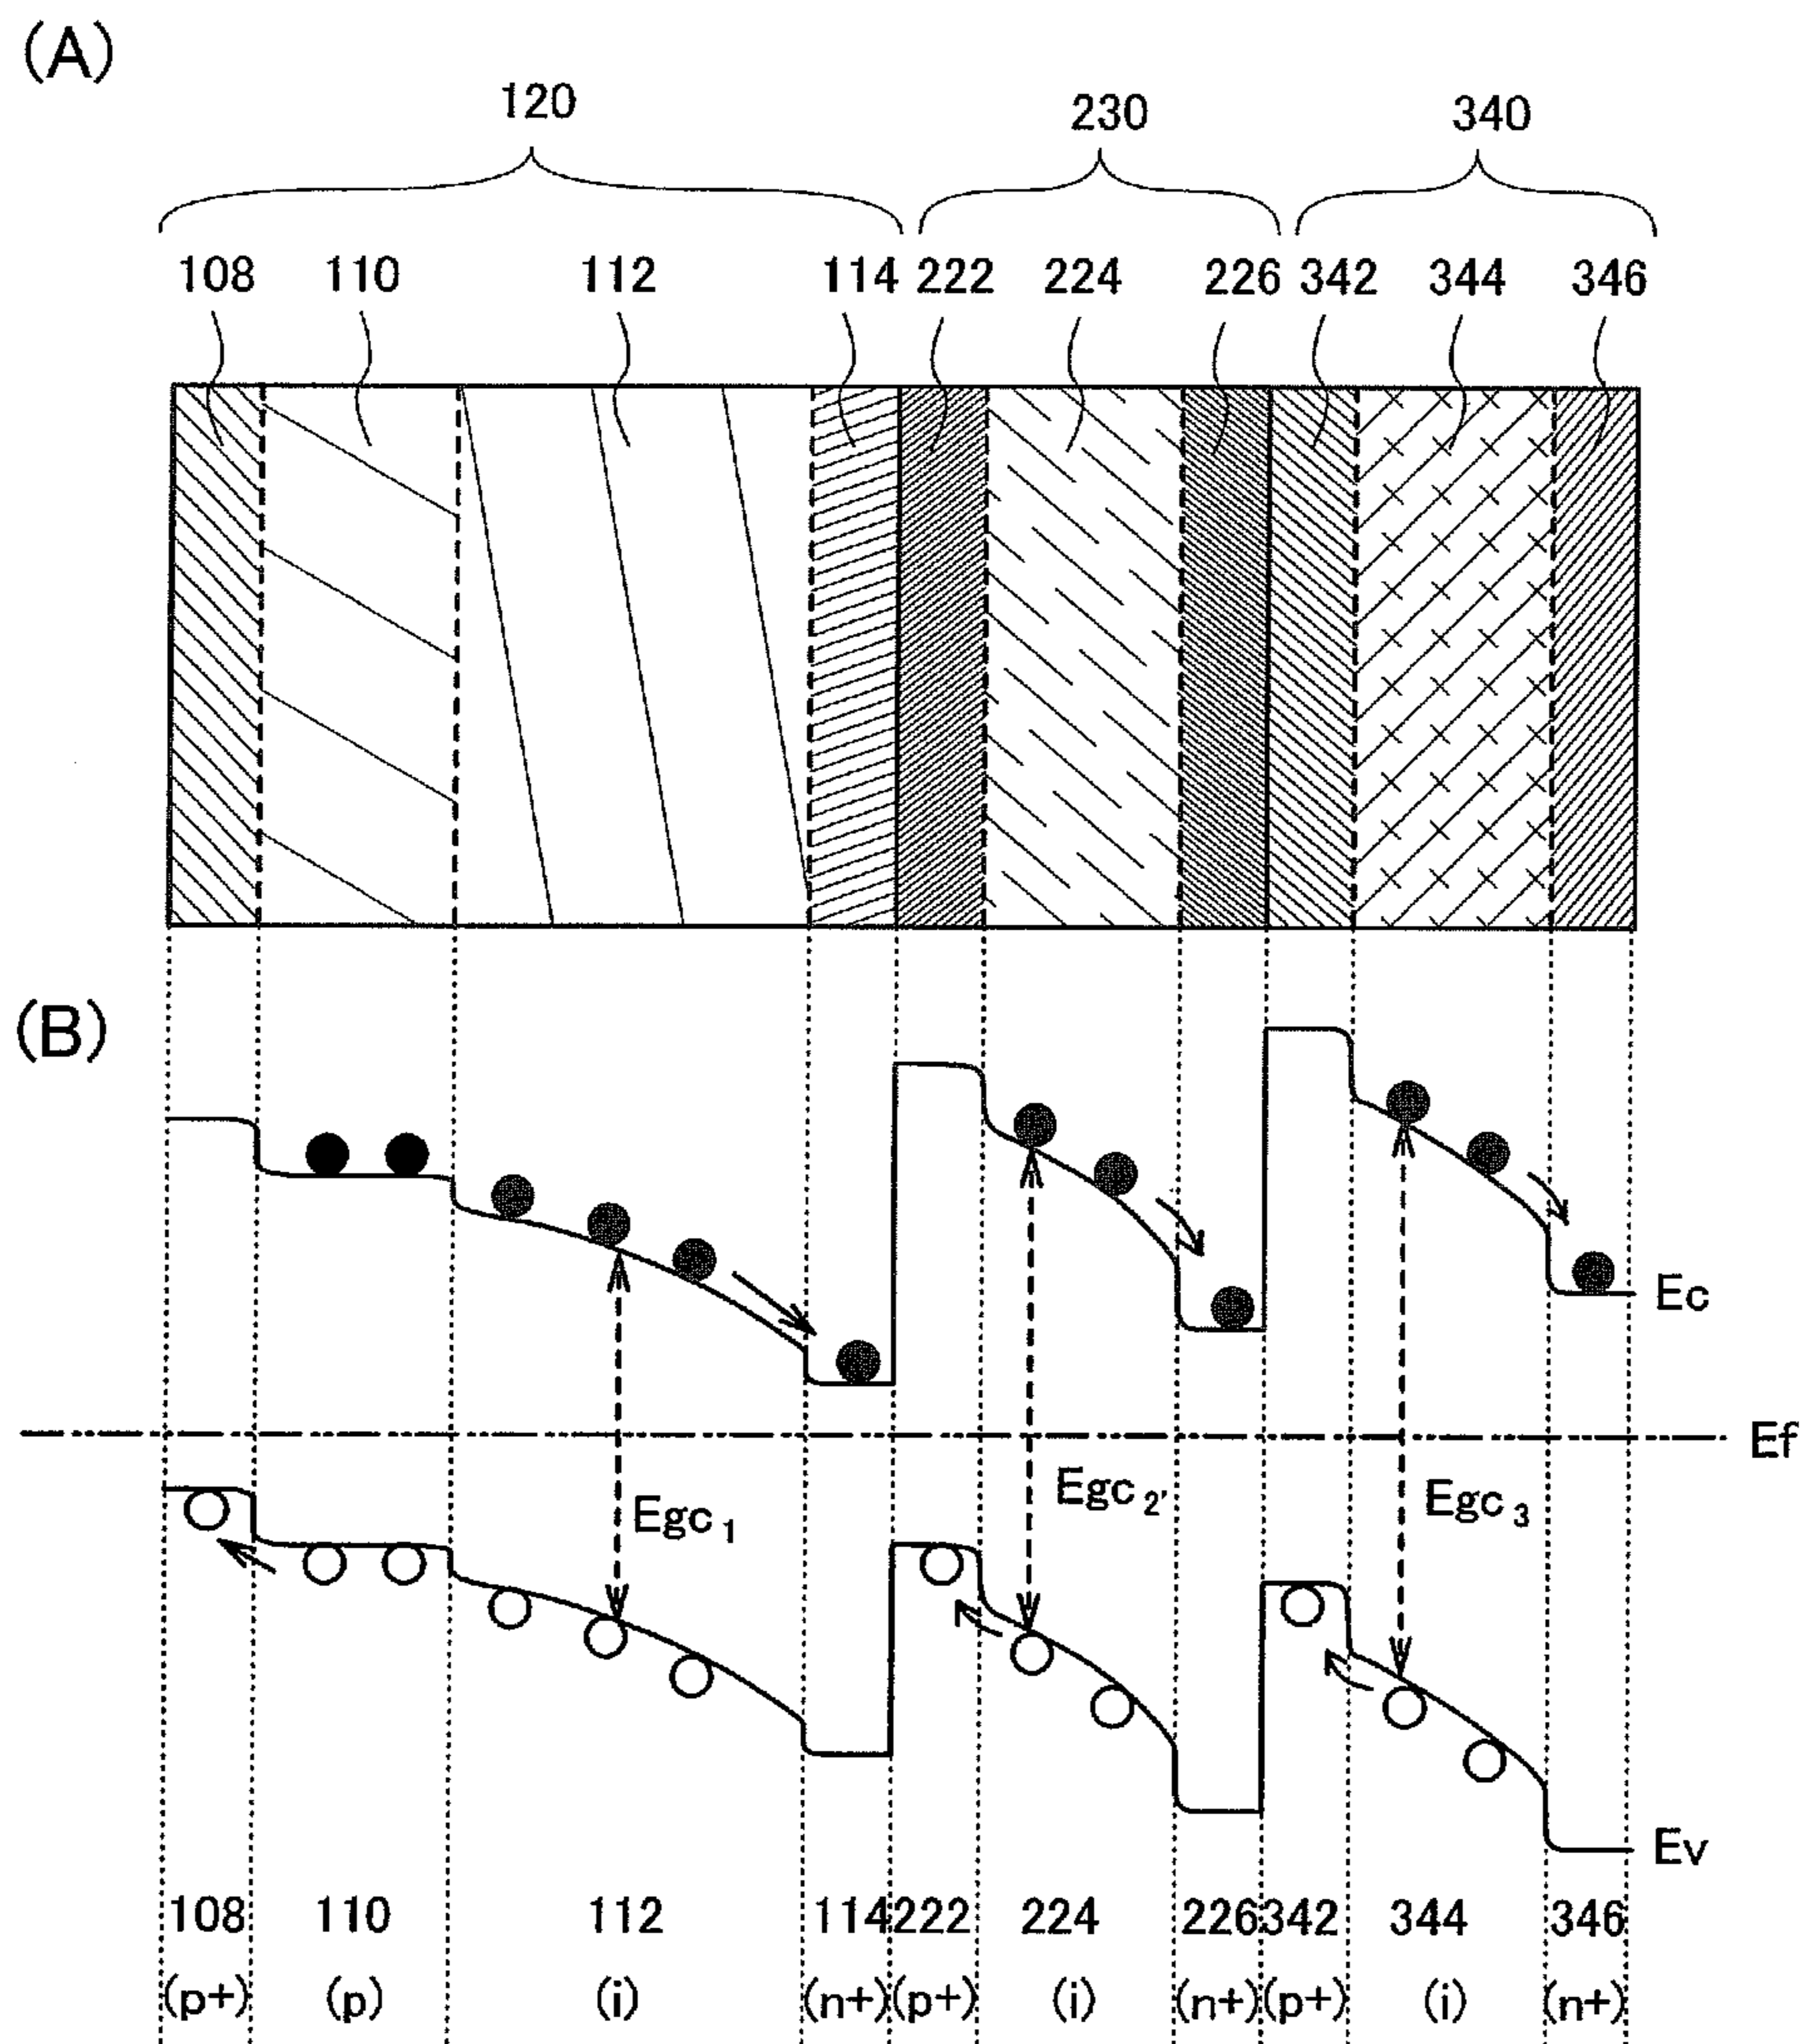 (A)
120 230 340
108 110 112 114 222 224 226 342 344 346
(B)
Ec
Ef
Egc1 Egc2' Egc3
Ev
108 110 112 114 222 224 226 342 344 346
(p+) (p) (i) (n+) (p+) (i) (n+) (p+) (i) (n+)